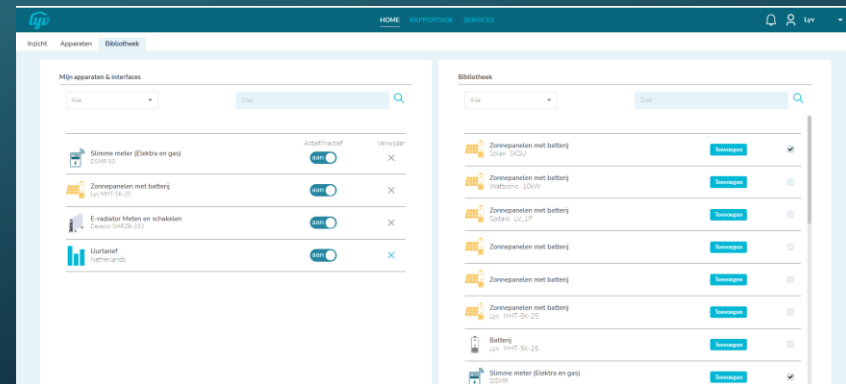 lyv
HOME RAPPORTAGE SERVICES
Lyv
Inzicht Apparaten Bibliotheek
Mijn apparaten & interfaces
Alle
Zoek
Actief/Inactief Verwijder
Slimme meter (Elektra en gas)
DSMR 50
aan
Zonnepanelen met batterij
Lyv MHT-5K-25
aan
E-radiator Meten en schakelen
Develco SMRZB-332
aan
Uurtarief
Netherlands
aan
Bibliotheek
Alle
Zoek
Zonnepanelen met batterij
Solax SK5U
Toevoegen
Zonnepanelen met batterij
Wattsonic 10kW
Toevoegen
Zonnepanelen met batterij
Toevoegen
Zonnepanelen met batterij
Toevoegen
Zonnepanelen met batterij
Toevoegen
Zonnepanelen met batterij
Lyv MHT-5K-25
Toevoegen
Batterij
Lyv MHT-5K-25
Toevoegen
Slimme meter (Elektra en gas)
DSMR
Toevoegen